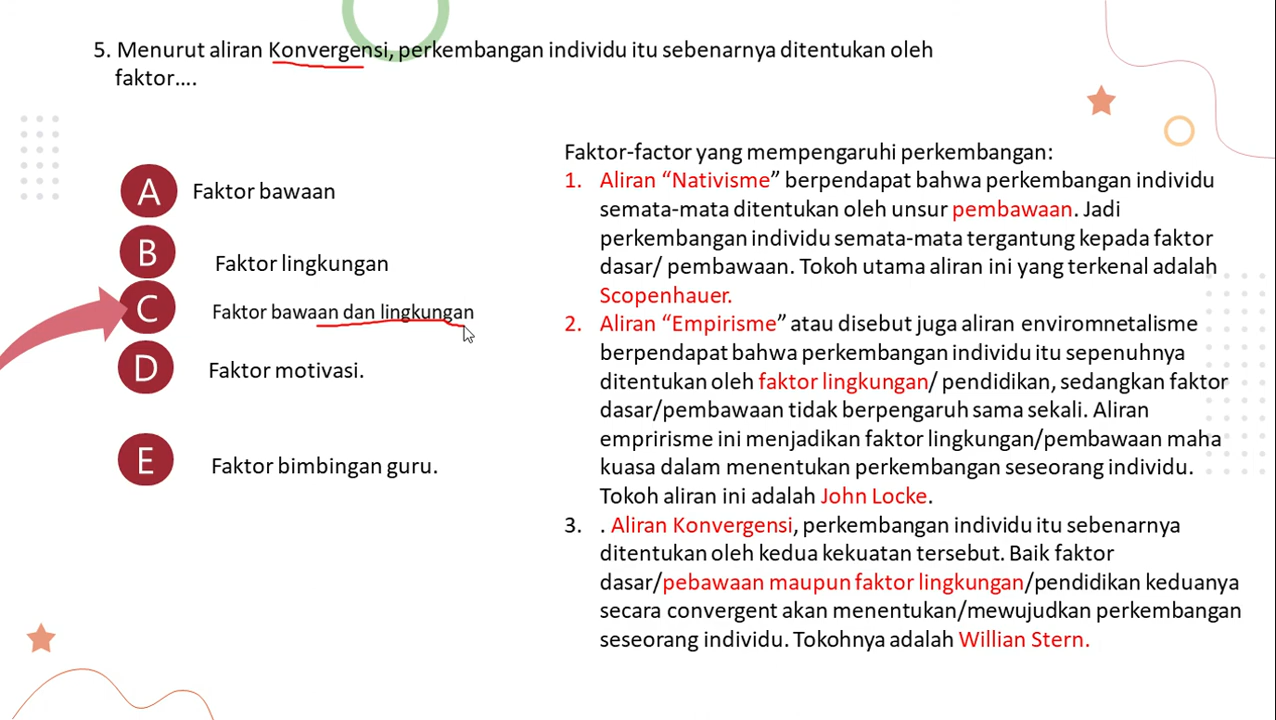 5. Menurut aliran Konvergensi, perkembangan individu itu sebenarnya ditentukan oleh
faktor....
A Faktor bawaan
B Faktor lingkungan
C Faktor bawaan dan lingkungan
D Faktor motivasi.
E Faktor bimbingan guru.
Faktor-factor yang mempengaruhi perkembangan:
1. Aliran “Nativisme” berpendapat bahwa perkembangan individu
semata-mata ditentukan oleh unsur pembawaan. Jadi
perkembangan individu semata-mata tergantung kepada faktor
dasar/ pembawaan. Tokoh utama aliran ini yang terkenal adalah
Scopenhauer.
2. Aliran “Empirisme” atau disebut juga aliran enviromnetalisme
berpendapat bahwa perkembangan individu itu sepenuhnya
ditentukan oleh faktor lingkungan/ pendidikan, sedangkan faktor
dasar/pembawaan tidak berpengaruh sama sekali. Aliran
empririsme ini menjadikan faktor lingkungan/pembawaan maha
kuasa dalam menentukan perkembangan seseorang individu.
Tokoh aliran ini adalah John Locke.
3. . Aliran Konvergensi, perkembangan individu itu sebenarnya
ditentukan oleh kedua kekuatan tersebut. Baik faktor
dasar/pebawaan maupun faktor lingkungan/pendidikan keduanya
secara convergent akan menentukan/mewujudkan perkembangan
seseorang individu. Tokohnya adalah Willian Stern.